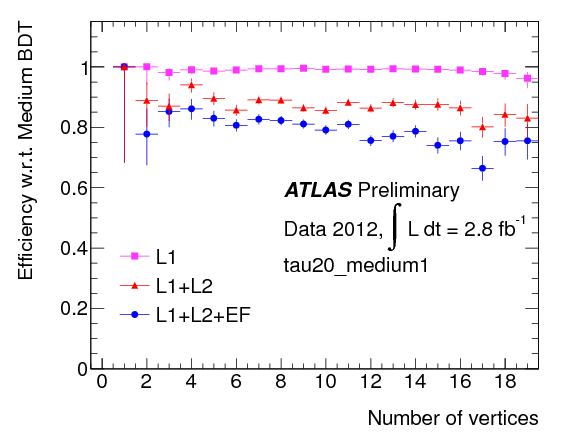 Efficiency w.r.t. Medium BDT
1
0.8
0.6
0.4
0.2
0
ATLAS Preliminary
Data 2012, ∫ L dt = 2.8 fb-1
tau20_medium1
L1
L1+L2
L1+L2+EF
0 2 4 6 8 10 12 14 16 18
Number of vertices